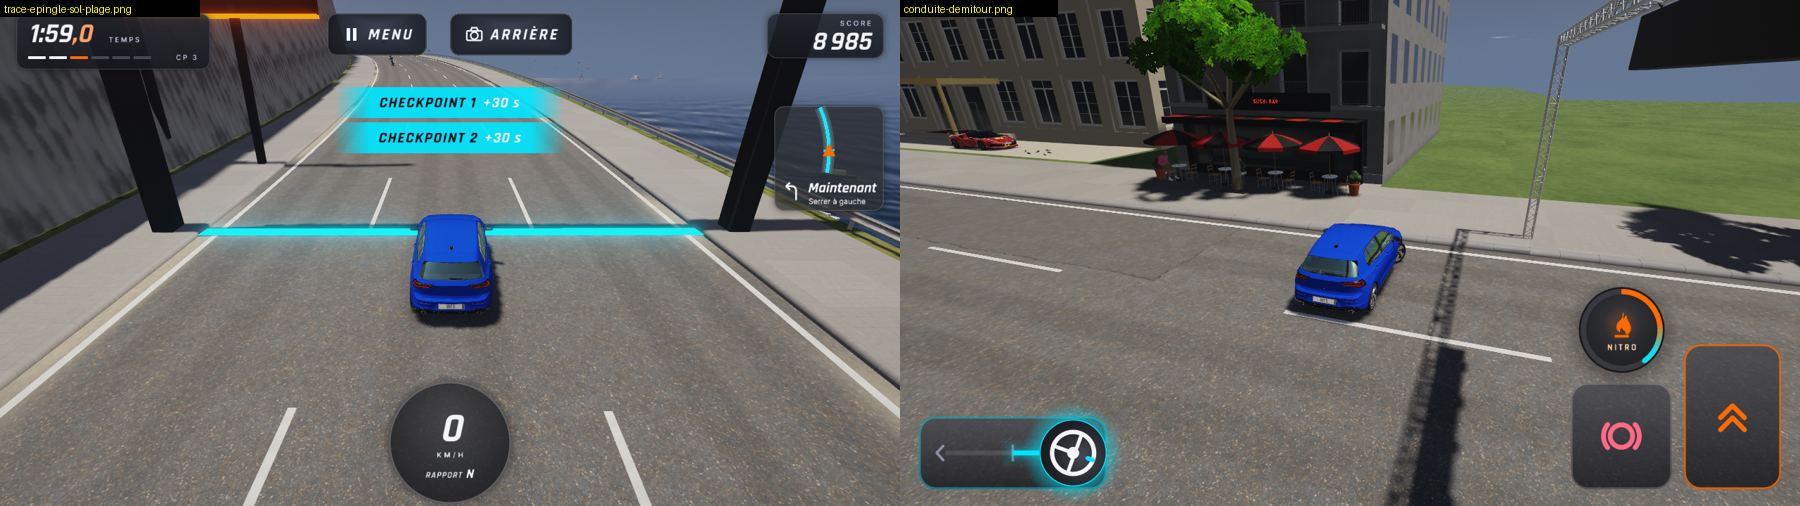 trace-epingle-sol-plage.png
1:59,0 TEMPS
CP 3
MENU
ARRIÈRE
SCORE
8 985
CHECKPOINT 1 +30 s
CHECKPOINT 2 +30 s
Maintenant
Serrer à gauche
0
KM/H
RAPPORT N
conduite-demitour.png
SUSHI BAR
NITRO